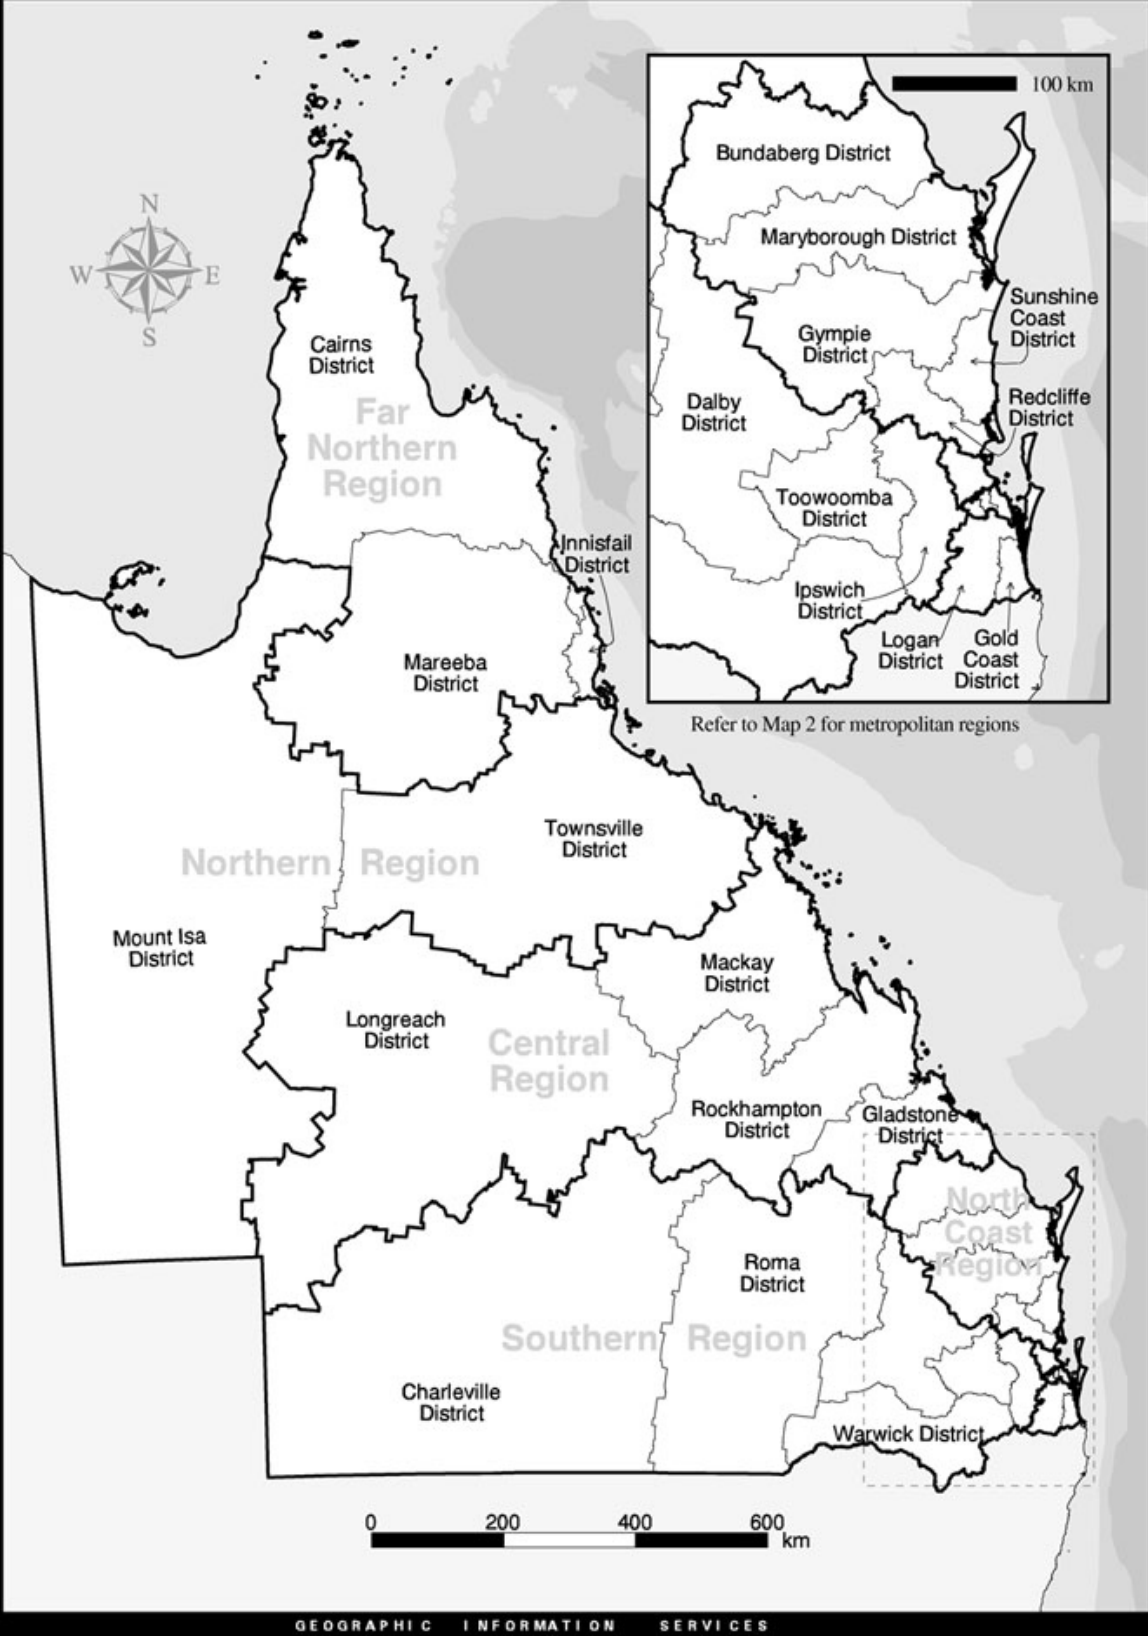 100 km
Bundaberg District
Maryborough District
Sunshine
Coast
District
Gympie
District
Redcliffe
District
Dalby
District
Toowoomba
District
Ipswich
District
Logan
District
Gold
Coast
District
Refer to Map 2 for metropolitan regions
N
W
E
S
Cairns
District
Far
Northern
Region
Innisfail
District
Mareeba
District
Townsville
District
Northern Region
Mount Isa
District
Mackay
District
Longreach
District
Central
Region
Rockhampton
District
Gladstone
District
North
Coast
Region
Roma
District
Southern Region
Charleville
District
Warwick District
0 200 400 600
km
GEOGRAPHIC INFORMATION SERVICES